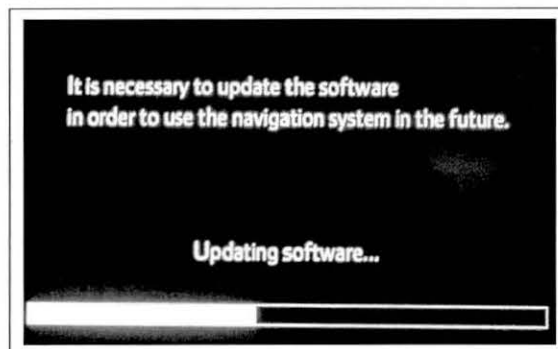 It is necessary to update the software
in order to use the navigation system in the future.
Updating software...